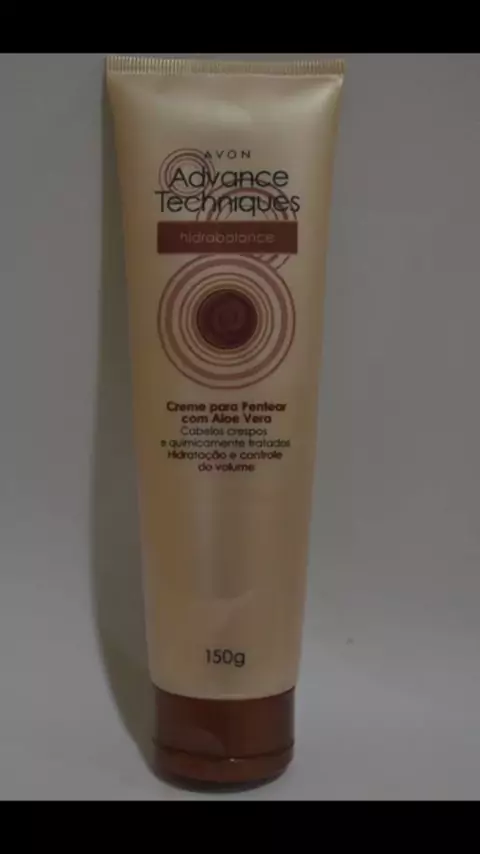 AVON
Advance
Techniques
hidrabalance
Creme para Pentear
com Aloe Vera
Cabelos crespos
e quimicamente tratados
Hidratação e controle
do volume
150g